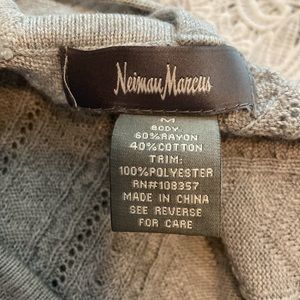 Neiman Marcus
M
BODY
60%RAYON
40%COTTON
TRIM:
100%POLYESTER
RN#108357
MADE IN CHINA
SEE REVERSE
FOR CARE